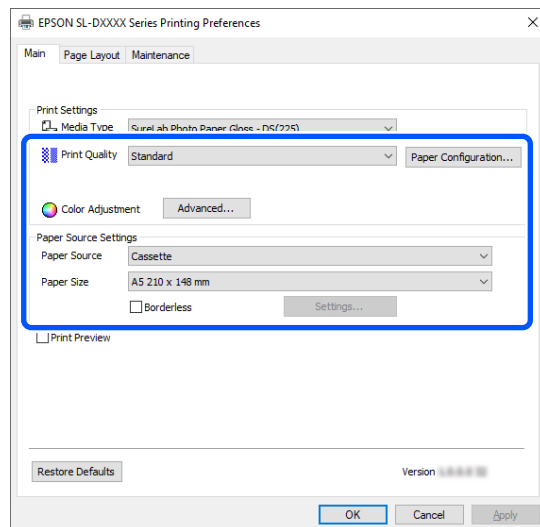 EPSON SL-DXXXX Series Printing Preferences
Main Page Layout Maintenance
Print Settings
Media Type SureLab Photo Paper Gloss - DS(225)
Print Quality Standard Paper Configuration...
Color Adjustment Advanced...
Paper Source Settings
Paper Source Cassette
Paper Size A5 210 x 148 mm
Borderless Settings...
Print Preview
Restore Defaults Version
OK Cancel Apply